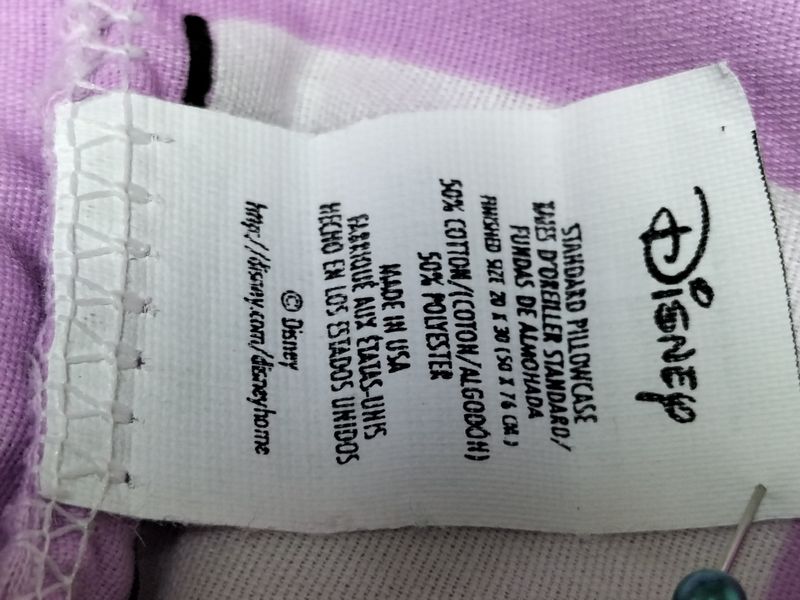 Disney
STANDARD PILLOWCASE
TAIES D'OREILLER STANDARD/
FUNDAS DE ALMOHADA
FINISHED SIZE 20 X 30 (50 X 76 CM)
50% COTTON/(COTON/ALGODÓN)
50% POLYESTER
MADE IN USA
FABRIQUÉ AUX ÉTATS-UNIS
HECHO EN LOS ESTADOS UNIDOS
© Disney
http://disney.com/disneyhome